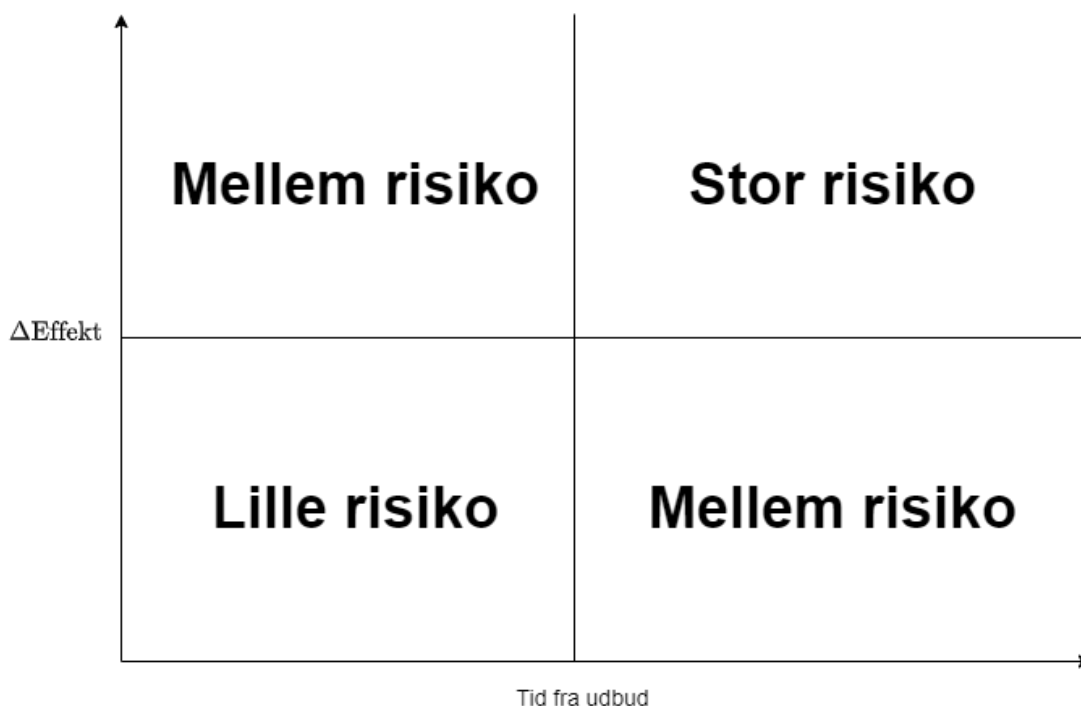 Mellem risiko
Stor risiko
ΔEffekt
Lille risiko
Mellem risiko
Tid fra udbud